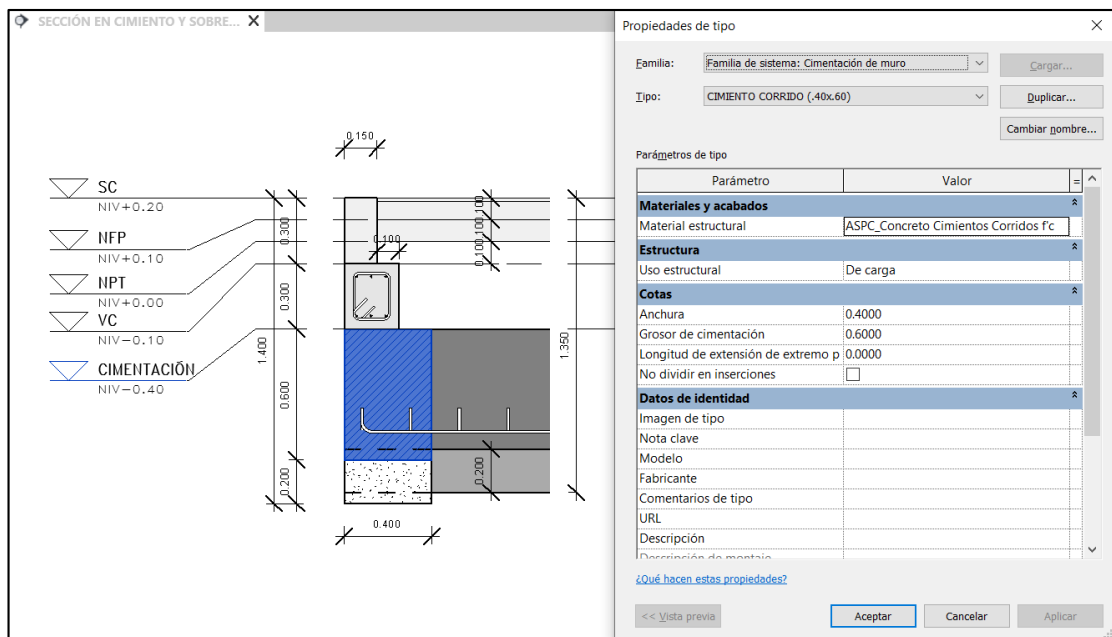 SECCIÓN EN CIMIENTO Y SOBRE...
0.150
SC
NIV+0.20
NFP
NIV+0.10
NPT
NIV+0.00
VC
NIV-0.10
CIMENTACIÓN
NIV-0.40
0.300
0.300
0.600
0.200
1.400
0.100
0.100
0.100
0.100
1.350
0.200
0.400
Propiedades de tipo
Familia: Familia de sistema: Cimentación de muro Cargar...
Tipo: CIMIENTO CORRIDO (.40x.60) Duplicar...
Cambiar nombre...
Parámetros de tipo
Parámetro Valor =
Materiales y acabados
Material estructural ASPC_Concreto Cimientos Corridos f'c
Estructura
Uso estructural De carga
Cotas
Anchura 0.4000
Grosor de cimentación 0.6000
Longitud de extensión de extremo p 0.0000
No dividir en inserciones
Datos de identidad
Imagen de tipo
Nota clave
Modelo
Fabricante
Comentarios de tipo
URL
Descripción
Descripción de montaje
¿Qué hacen estas propiedades?
<< Vista previa Aceptar Cancelar Aplicar